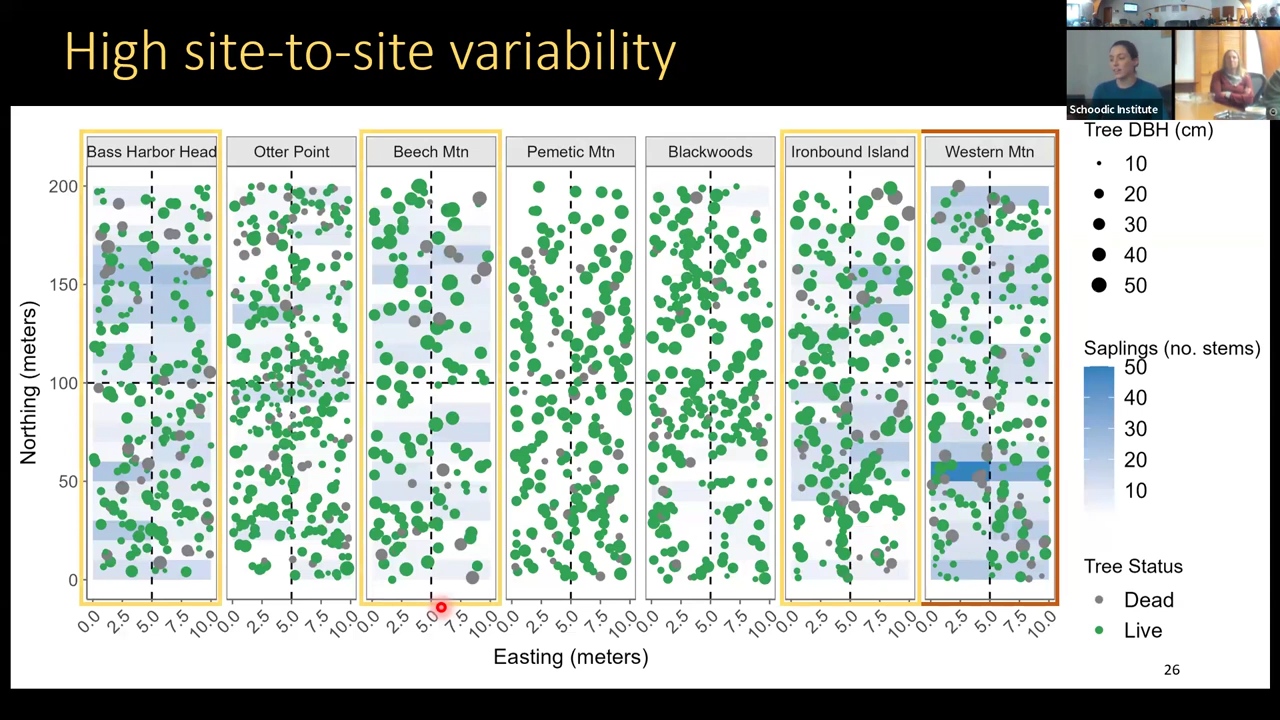 High site-to-site variability
Schoodic Institute
Bass Harbor Head
Otter Point
Beech Mtn
Pemetic Mtn
Blackwoods
Ironbound Island
Western Mtn
200
150
100
50
0
Northing (meters)
0.0 2.5 5.0 7.5 10.0
0.0 2.5 5.0 7.5 10.0
0.0 2.5 5.0 7.5 10.0
0.0 2.5 5.0 7.5 10.0
0.0 2.5 5.0 7.5 10.0
0.0 2.5 5.0 7.5 10.0
0.0 2.5 5.0 7.5 10.0
Easting (meters)
Tree DBH (cm)
10
20
30
40
50
Saplings (no. stems)
50
40
30
20
10
Tree Status
Dead
Live
26